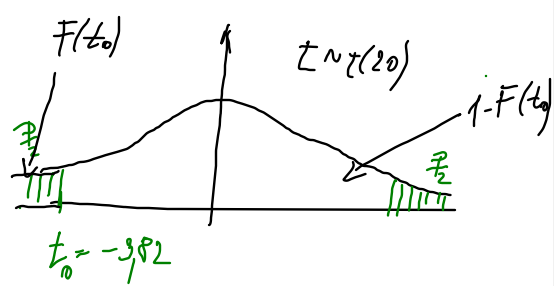 F(t₀)
t ~ t(20)
1-F(t₀)
P/2
P/2
t₀ = -3,82